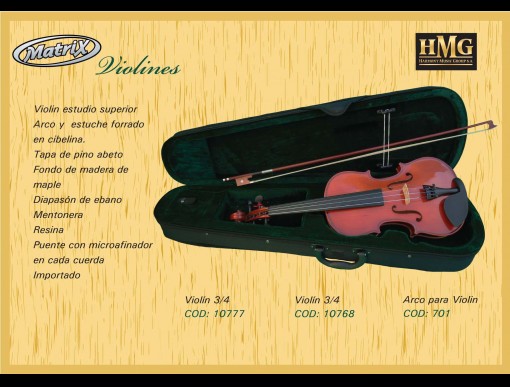 MatriX
Violines
HMG
HARMONY MUSIC GROUP S.A.
Violin estudio superior
Arco y estuche forrado
en cibelina.
Tapa de pino abeto
Fondo de madera de
maple
Diapasón de ebano
Mentonera
Resina
Puente con microafinador
en cada cuerda
Importado
Violín 3/4
COD: 10777
Violín 3/4
COD: 10768
Arco para Violin
COD: 701